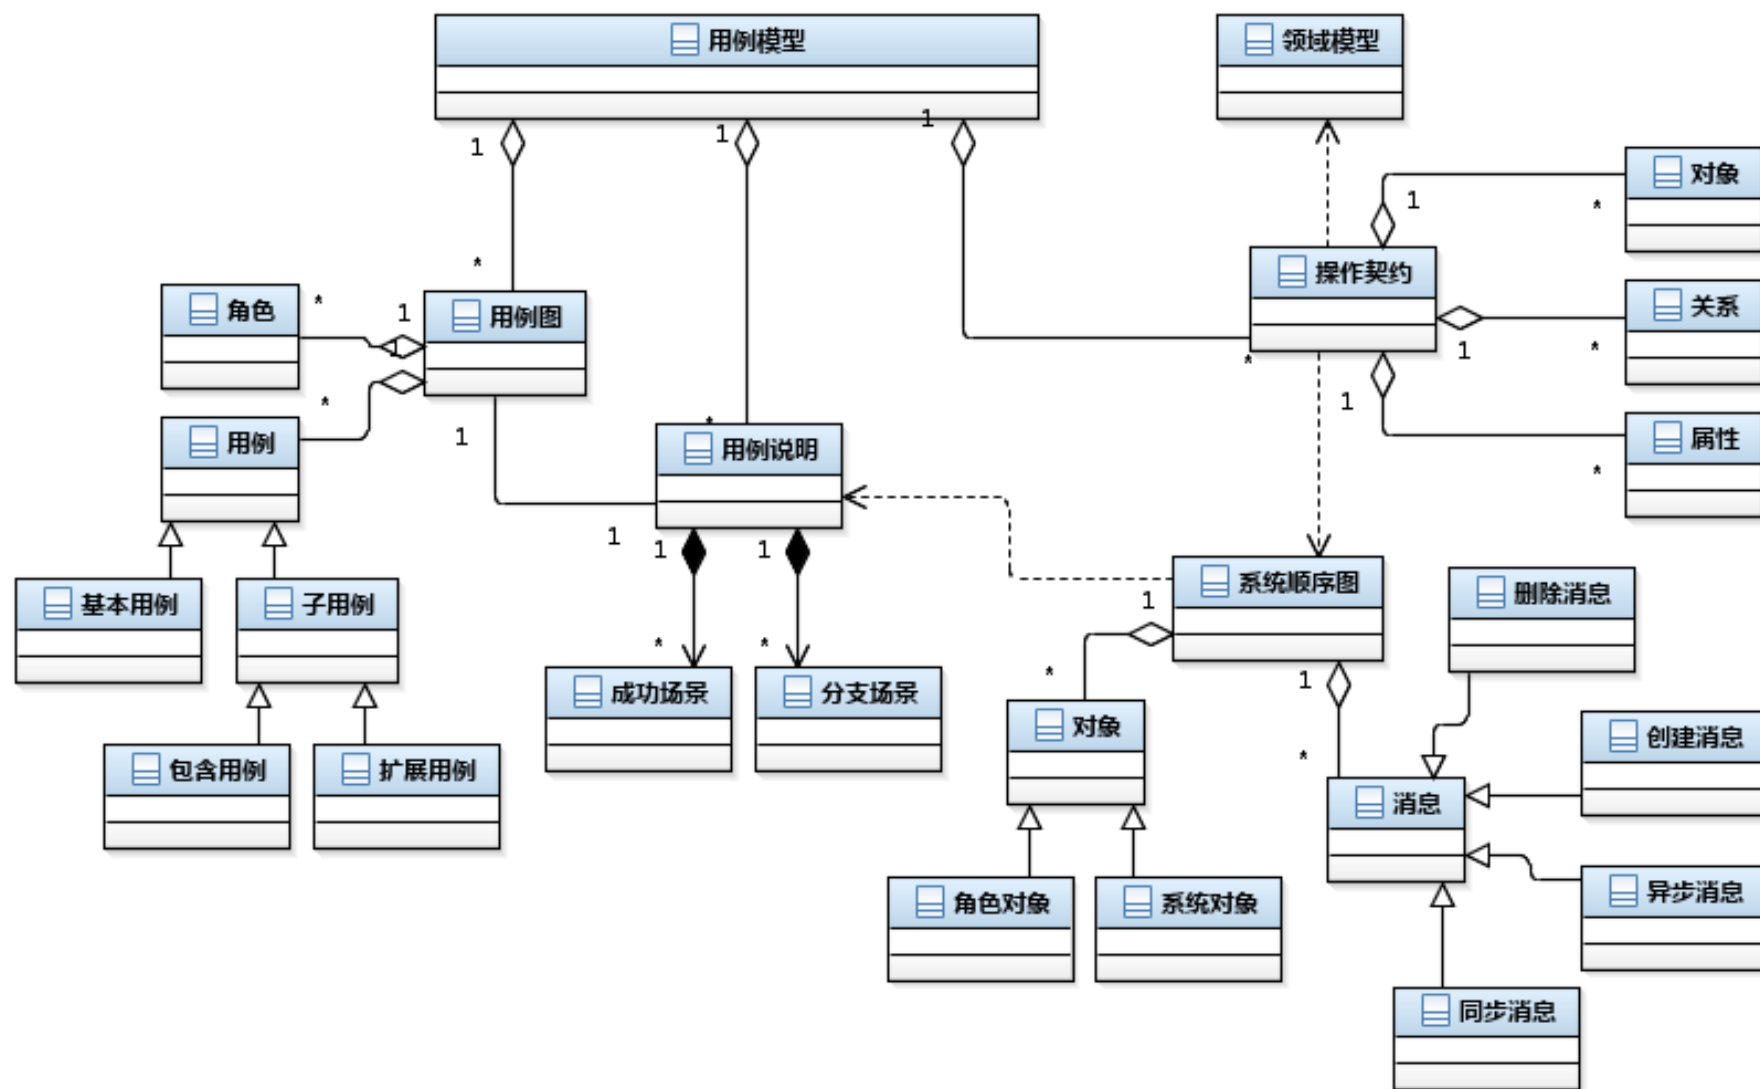 用例模型
领域模型
1
1
1
对象
1
*
*
操作契约
角色
*
1
用例图
关系
1
*
1
*
1
*
用例
1
*
用例说明
属性
*
1
1
1
系统顺序图
删除消息
基本用例
子用例
1
*
*
*
1
成功场景
分支场景
对象
*
创建消息
包含用例
扩展用例
消息
角色对象
系统对象
异步消息
同步消息